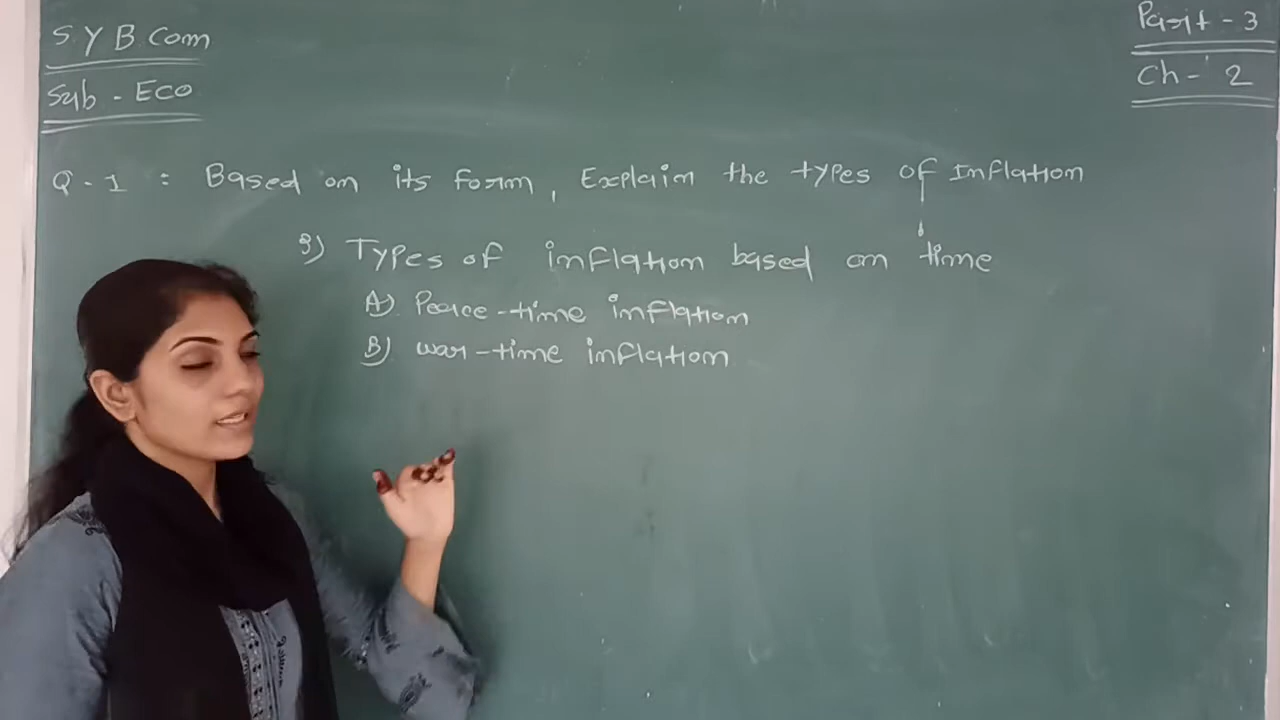 S Y B Com
Sub - Eco
Part - 3
Ch - 2
Q - 1 : Based on its form, Explain the types of Inflation
3) Types of inflation based on time
A) Peace - time inflation
B) war - time inflation